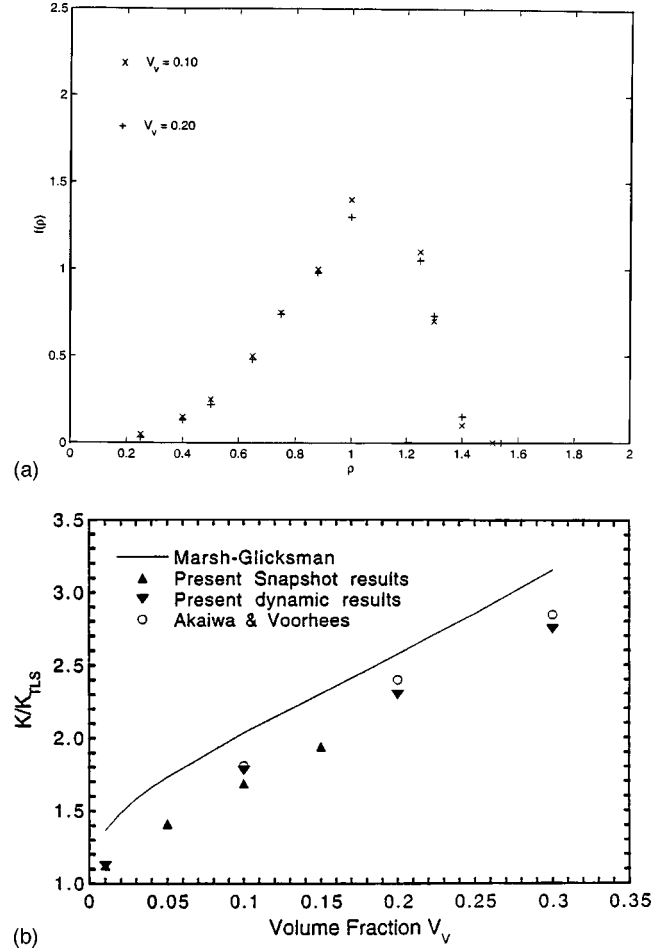 2.5
2
1.5
1
0.5
0
× V_v = 0.10
+ V_v = 0.20
f(ρ)
0 0.2 0.4 0.6 0.8 1 1.2 1.4 1.6 1.8 2
ρ
(a)
3.5
3.0
2.5
2.0
1.5
1.0
Marsh-Glicksman
Present Snapshot results
Present dynamic results
Akaiwa & Voorhees
K/K_TLS
0 0.05 0.1 0.15 0.2 0.25 0.3 0.35
Volume Fraction V_V
(b)